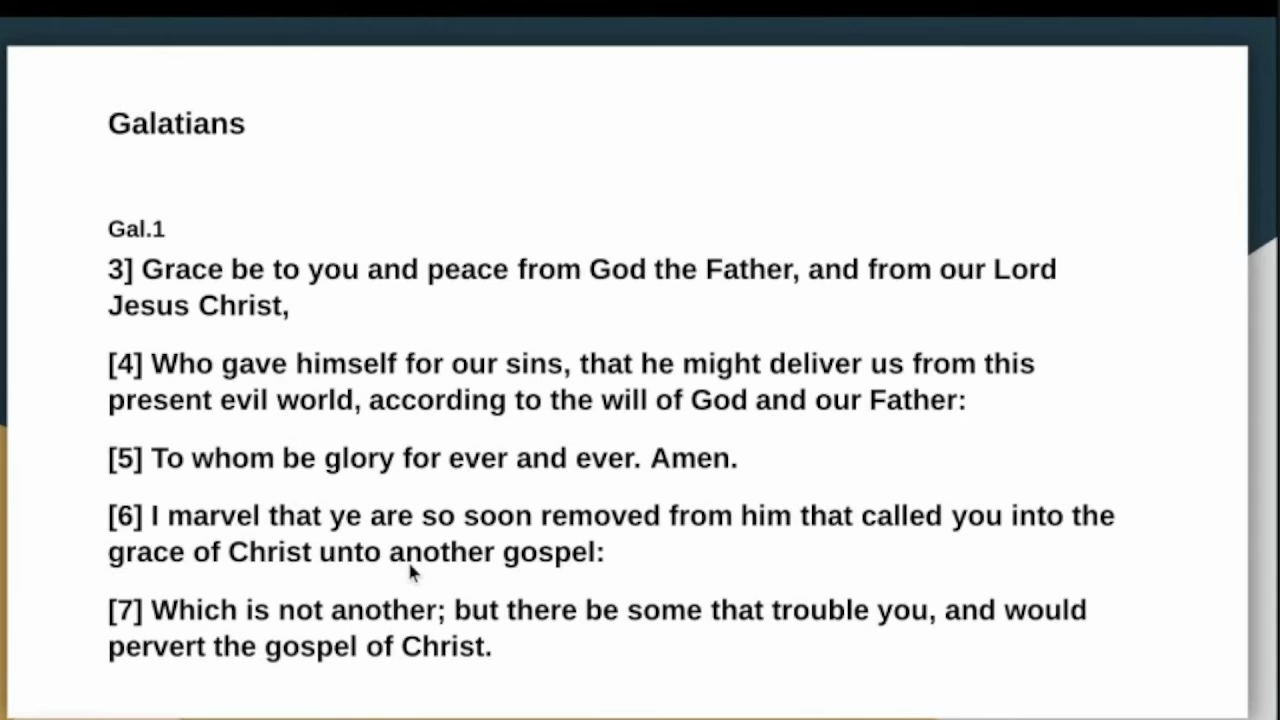 Galatians
Gal.1
3] Grace be to you and peace from God the Father, and from our Lord
Jesus Christ,
[4] Who gave himself for our sins, that he might deliver us from this
present evil world, according to the will of God and our Father:
[5] To whom be glory for ever and ever. Amen.
[6] I marvel that ye are so soon removed from him that called you into the
grace of Christ unto another gospel:
[7] Which is not another; but there be some that trouble you, and would
pervert the gospel of Christ.